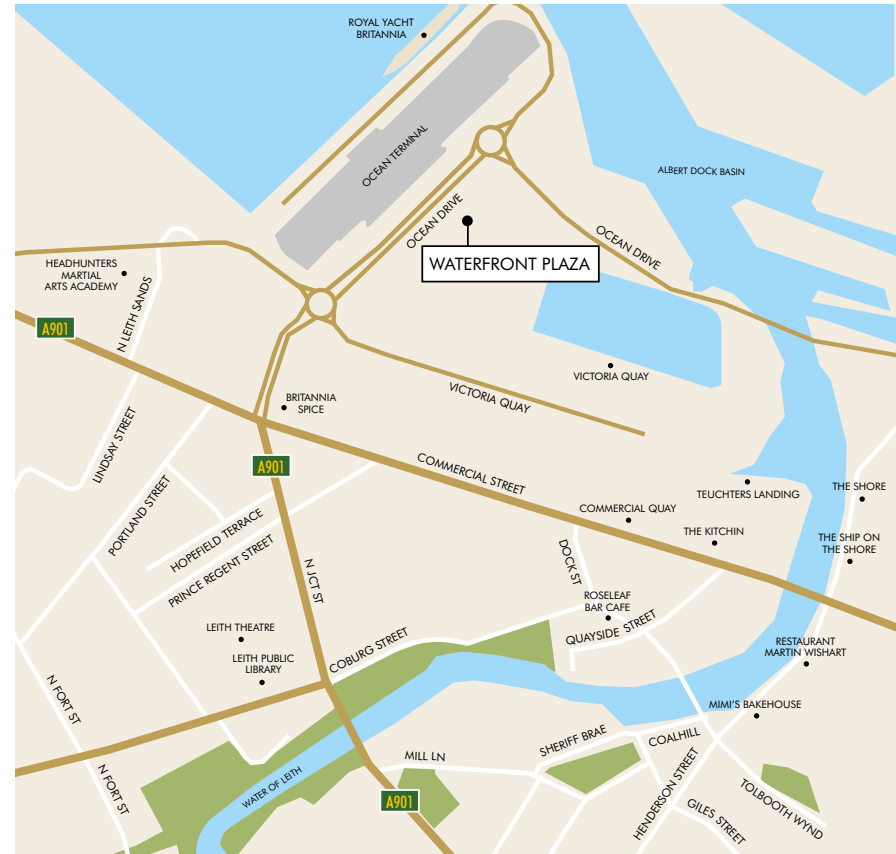 ROYAL YACHT
BRITANNIA
OCEAN TERMINAL
ALBERT DOCK BASIN
OCEAN DRIVE
OCEAN DRIVE
WATERFRONT PLAZA
HEADHUNTERS
MARTIAL
ARTS ACADEMY
N LEITH SANDS
A901
VICTORIA QUAY
BRITANNIA
SPICE
VICTORIA QUAY
LINDSAY STREET
A901
COMMERCIAL STREET
TEUCHTERS LANDING
THE SHORE
PORTLAND STREET
COMMERCIAL QUAY
HOPEFIELD TERRACE
THE KITCHIN
THE SHIP ON
THE SHORE
PRINCE REGENT STREET
N JCT ST
DOCK ST
ROSELEAF
BAR CAFE
LEITH THEATRE
COBURG STREET
QUAYSIDE STREET
RESTAURANT
MARTIN WISHART
LEITH PUBLIC
LIBRARY
N FORT ST
MIMI'S BAKEHOUSE
SHERIFF BRAE
COALHILL
MILL LN
N FORT ST
WATER OF LEITH
HENDERSON STREET
TOLBOOTH WYND
A901
GILES STREET